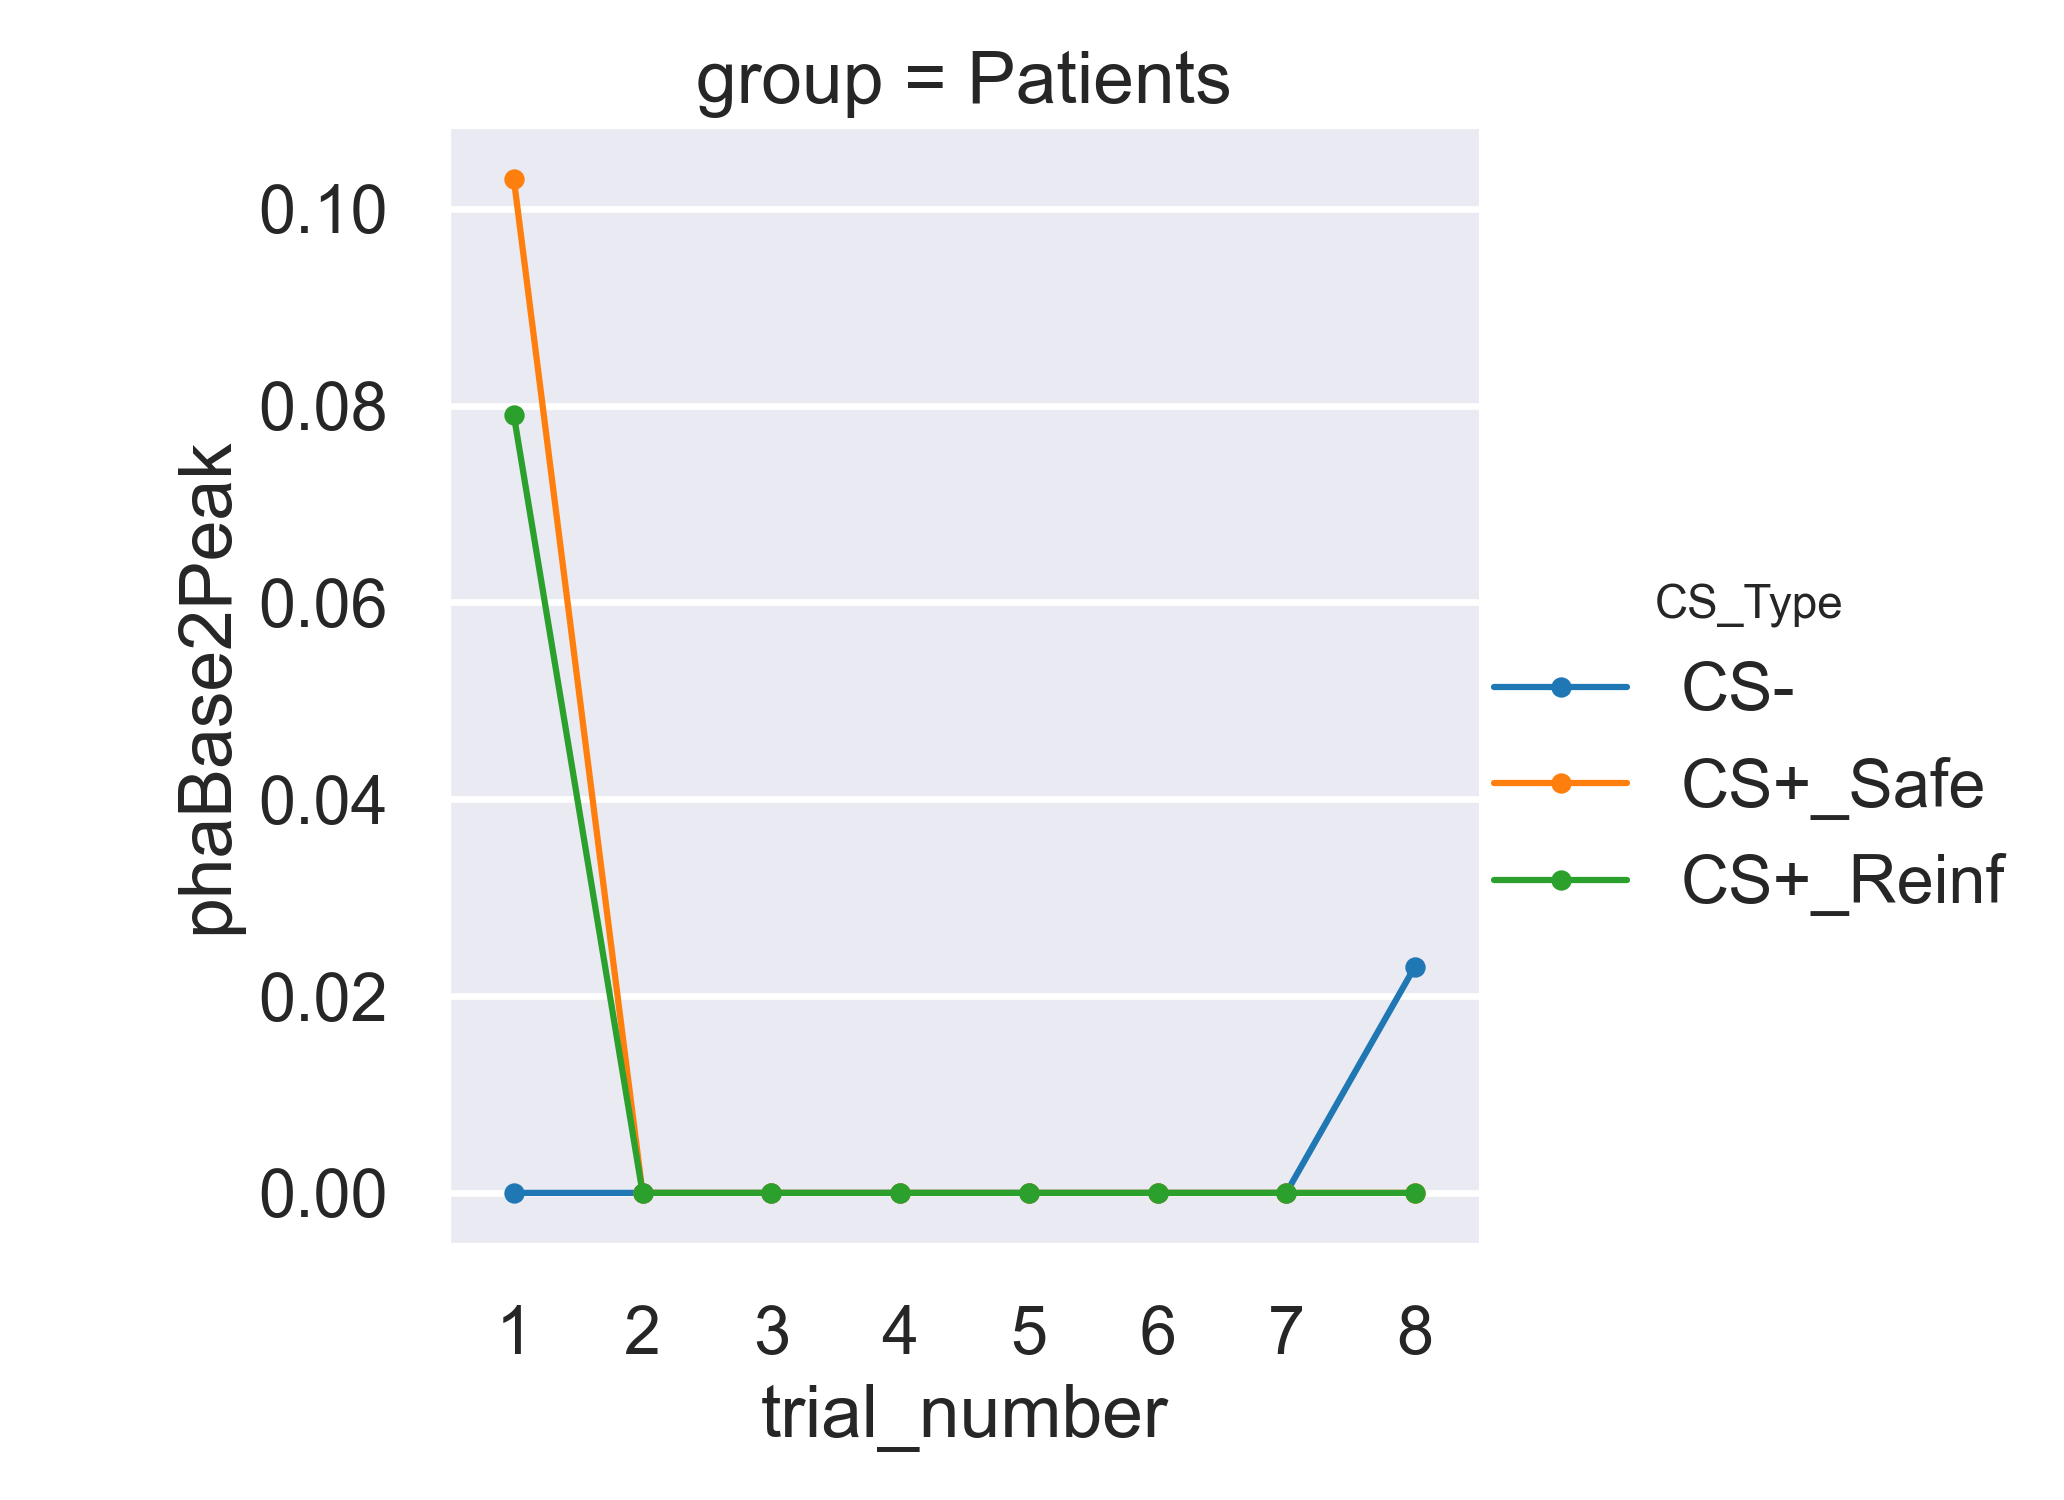 group = Patients
phaBase2Peak
0.10
0.08
0.06
0.04
0.02
0.00
1 2 3 4 5 6 7 8
trial_number
CS_Type
CS-
CS+_Safe
CS+_Reinf